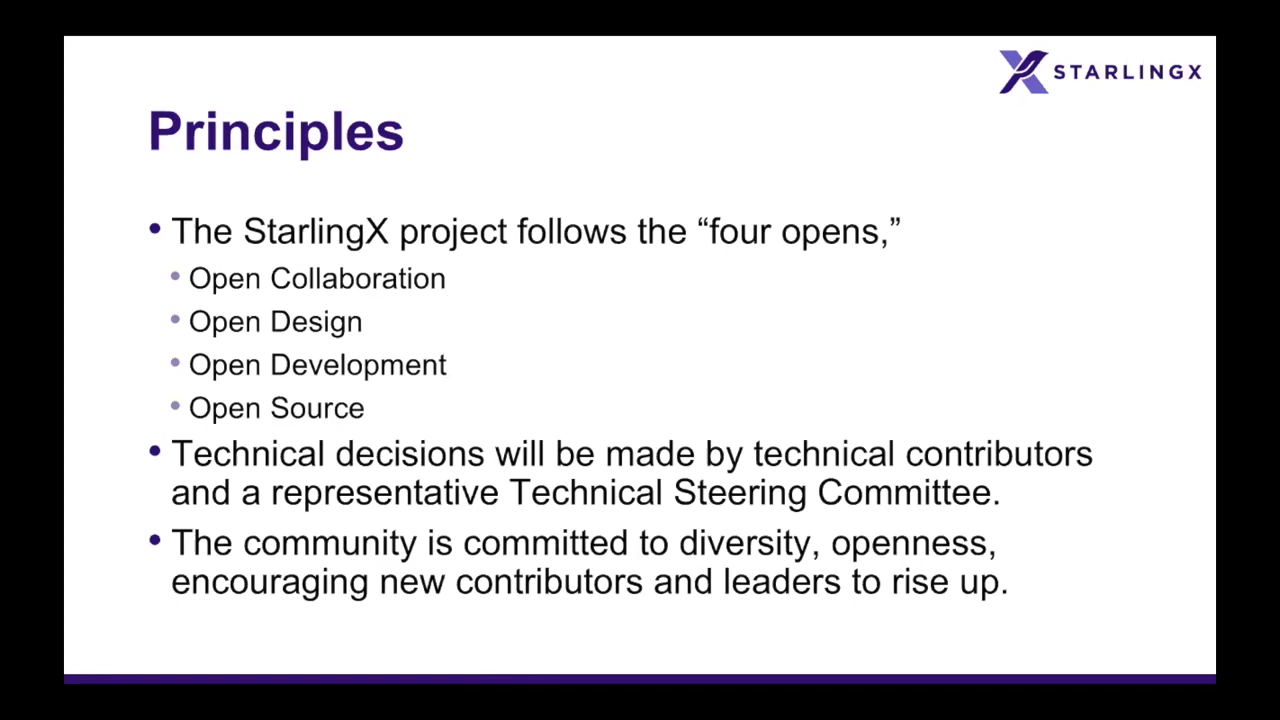 STARLINGX
Principles
• The StarlingX project follows the “four opens,”
• Open Collaboration
• Open Design
• Open Development
• Open Source
• Technical decisions will be made by technical contributors
and a representative Technical Steering Committee.
• The community is committed to diversity, openness,
encouraging new contributors and leaders to rise up.